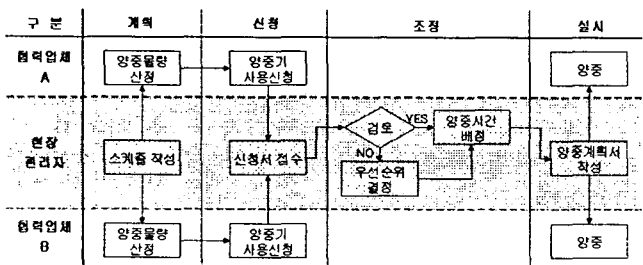 구 분 계획 신청 조정 실시
협력업체 A
양중물량 산정
양중기 사용신청
양중
현장 관리자
스케쥴 작성
신청서 접수
검토
YES
NO
양중시간 배정
우선순위 결정
양중계획서 작성
협력업체 B
양중물량 산정
양중기 사용신청
양중